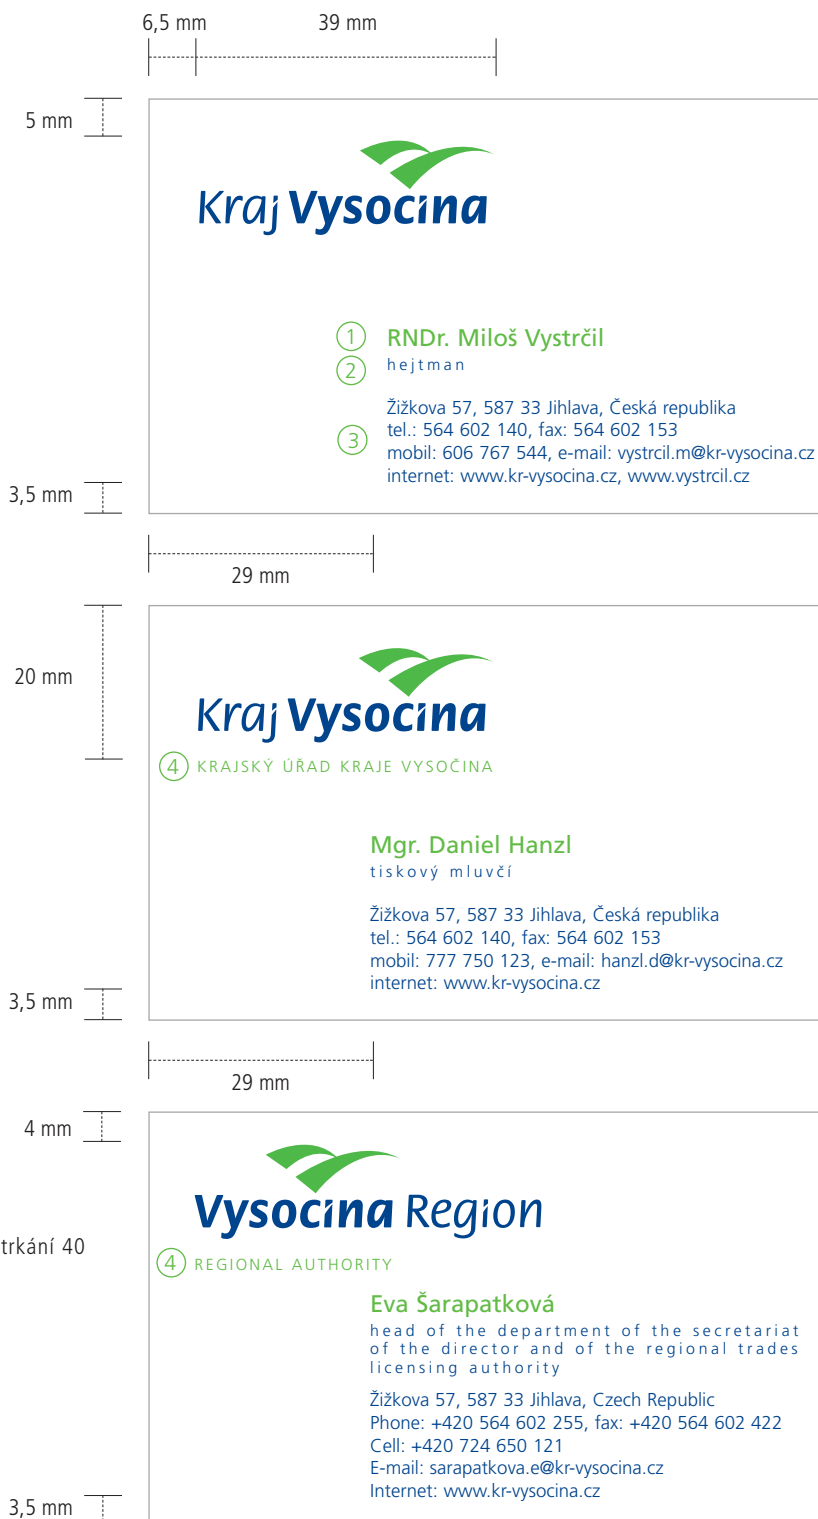 6,5 mm 39 mm
5 mm
Kraj Vysocina
1 RNDr. Miloš Vystrčil
2 hejtman
Žižkova 57, 587 33 Jihlava, Česká republika
3 tel.: 564 602 140, fax: 564 602 153
mobil: 606 767 544, e-mail: vystrcil.m@kr-vysocina.cz
internet: www.kr-vysocina.cz, www.vystrcil.cz
3,5 mm
29 mm
20 mm
Kraj Vysocina
4 KRAJSKÝ ÚŘAD KRAJE VYSOČINA
Mgr. Daniel Hanzl
tiskový mluvčí
Žižkova 57, 587 33 Jihlava, Česká republika
tel.: 564 602 140, fax: 564 602 153
mobil: 777 750 123, e-mail: hanzl.d@kr-vysocina.cz
internet: www.kr-vysocina.cz
3,5 mm
29 mm
4 mm
Vysocina Region
trkání 40
4 REGIONAL AUTHORITY
Eva Šarapatková
head of the department of the secretariat
of the director and of the regional trades
licensing authority
Žižkova 57, 587 33 Jihlava, Czech Republic
Phone: +420 564 602 255, fax: +420 564 602 422
Cell: +420 724 650 121
E-mail: sarapatkova.e@kr-vysocina.cz
Internet: www.kr-vysocina.cz
3,5 mm